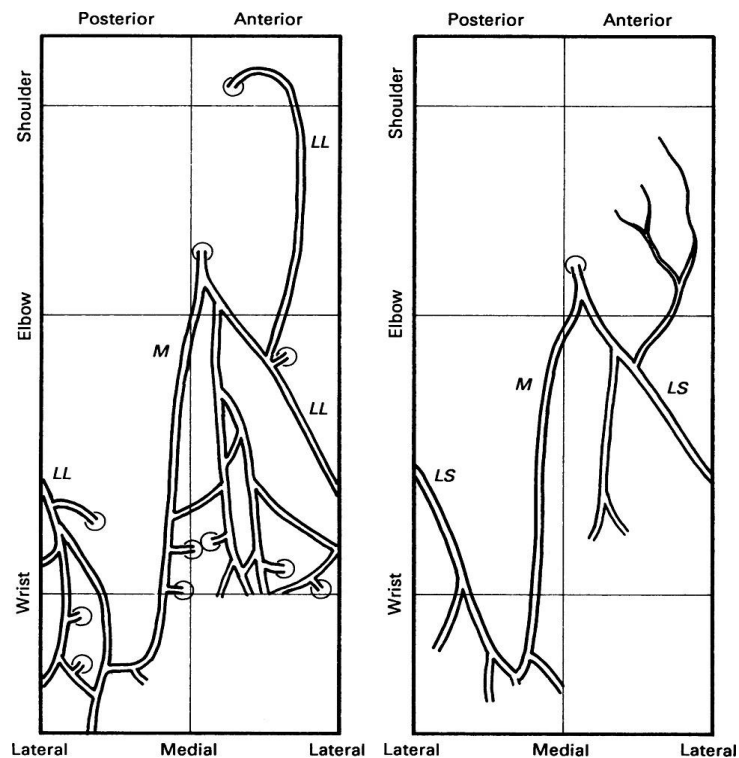 Posterior Anterior
Shoulder
Elbow
Wrist
LL
M
LL
LL
Lateral Medial Lateral
Posterior Anterior
Shoulder
Elbow
Wrist
M
LS
LS
Lateral Medial Lateral